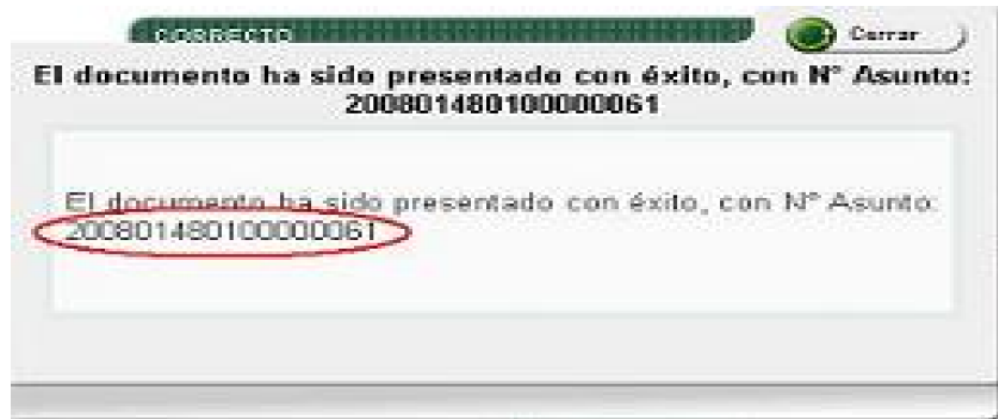 CORRECTO
Cerrar
El documento ha sido presentado con éxito, con Nº Asunto:
200801480100000061
El documento ha sido presentado con éxito, con Nº Asunto:
200801480100000061